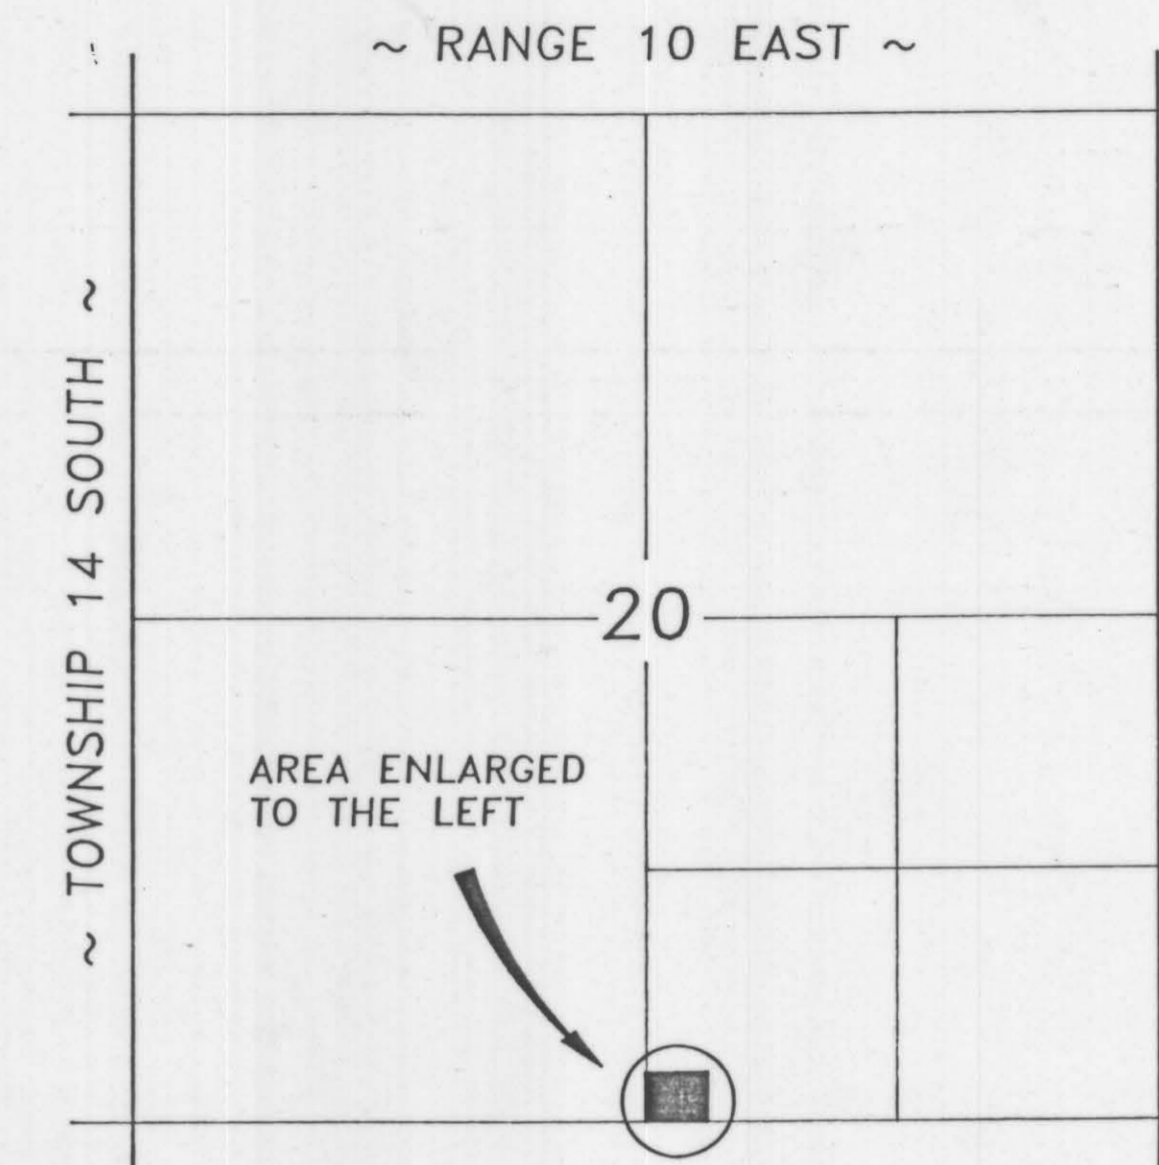 ~ RANGE 10 EAST ~
~ TOWNSHIP 14 SOUTH ~
20
AREA ENLARGED
TO THE LEFT